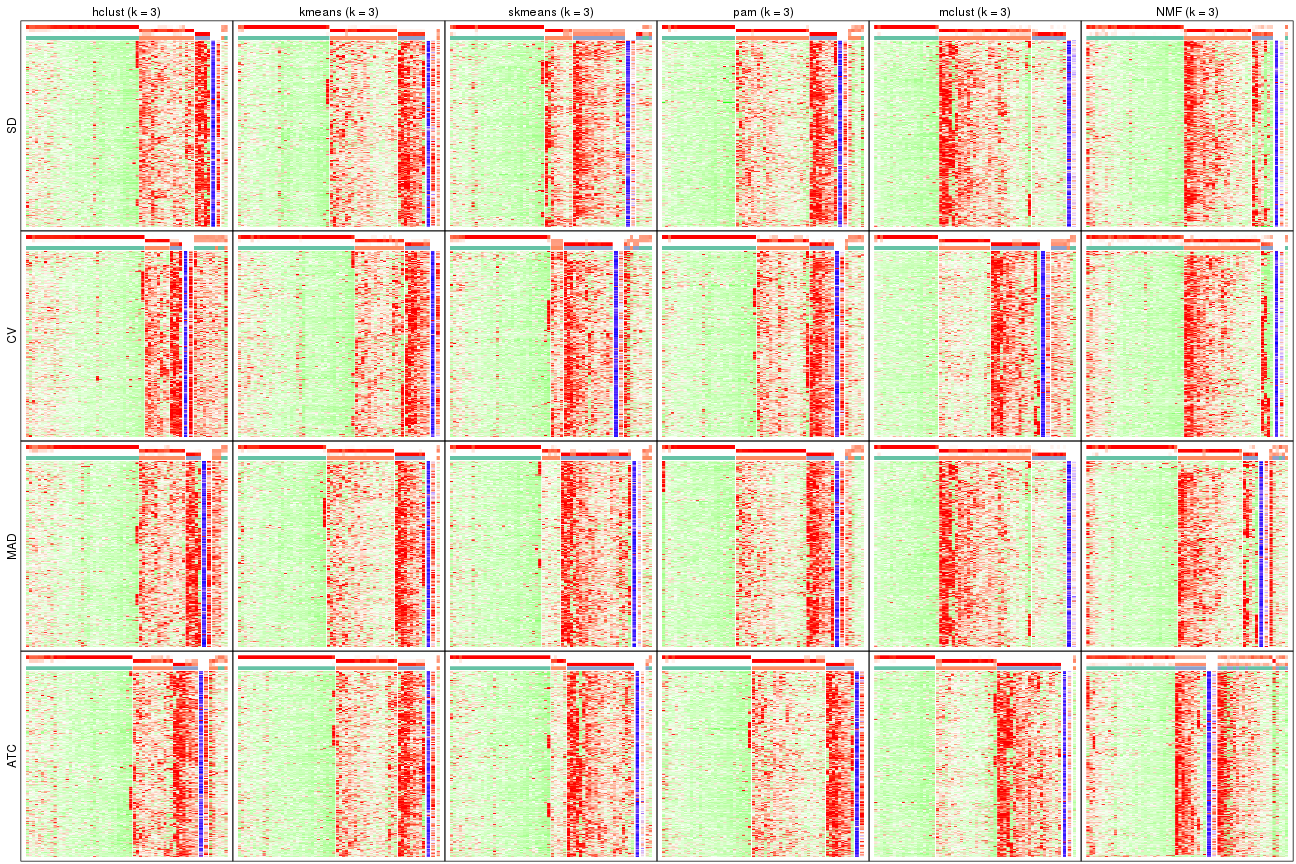 hclust (k = 3) kmeans (k = 3) skmeans (k = 3) pam (k = 3) mclust (k = 3) NMF (k = 3)
SD
CV
MAD
ATC